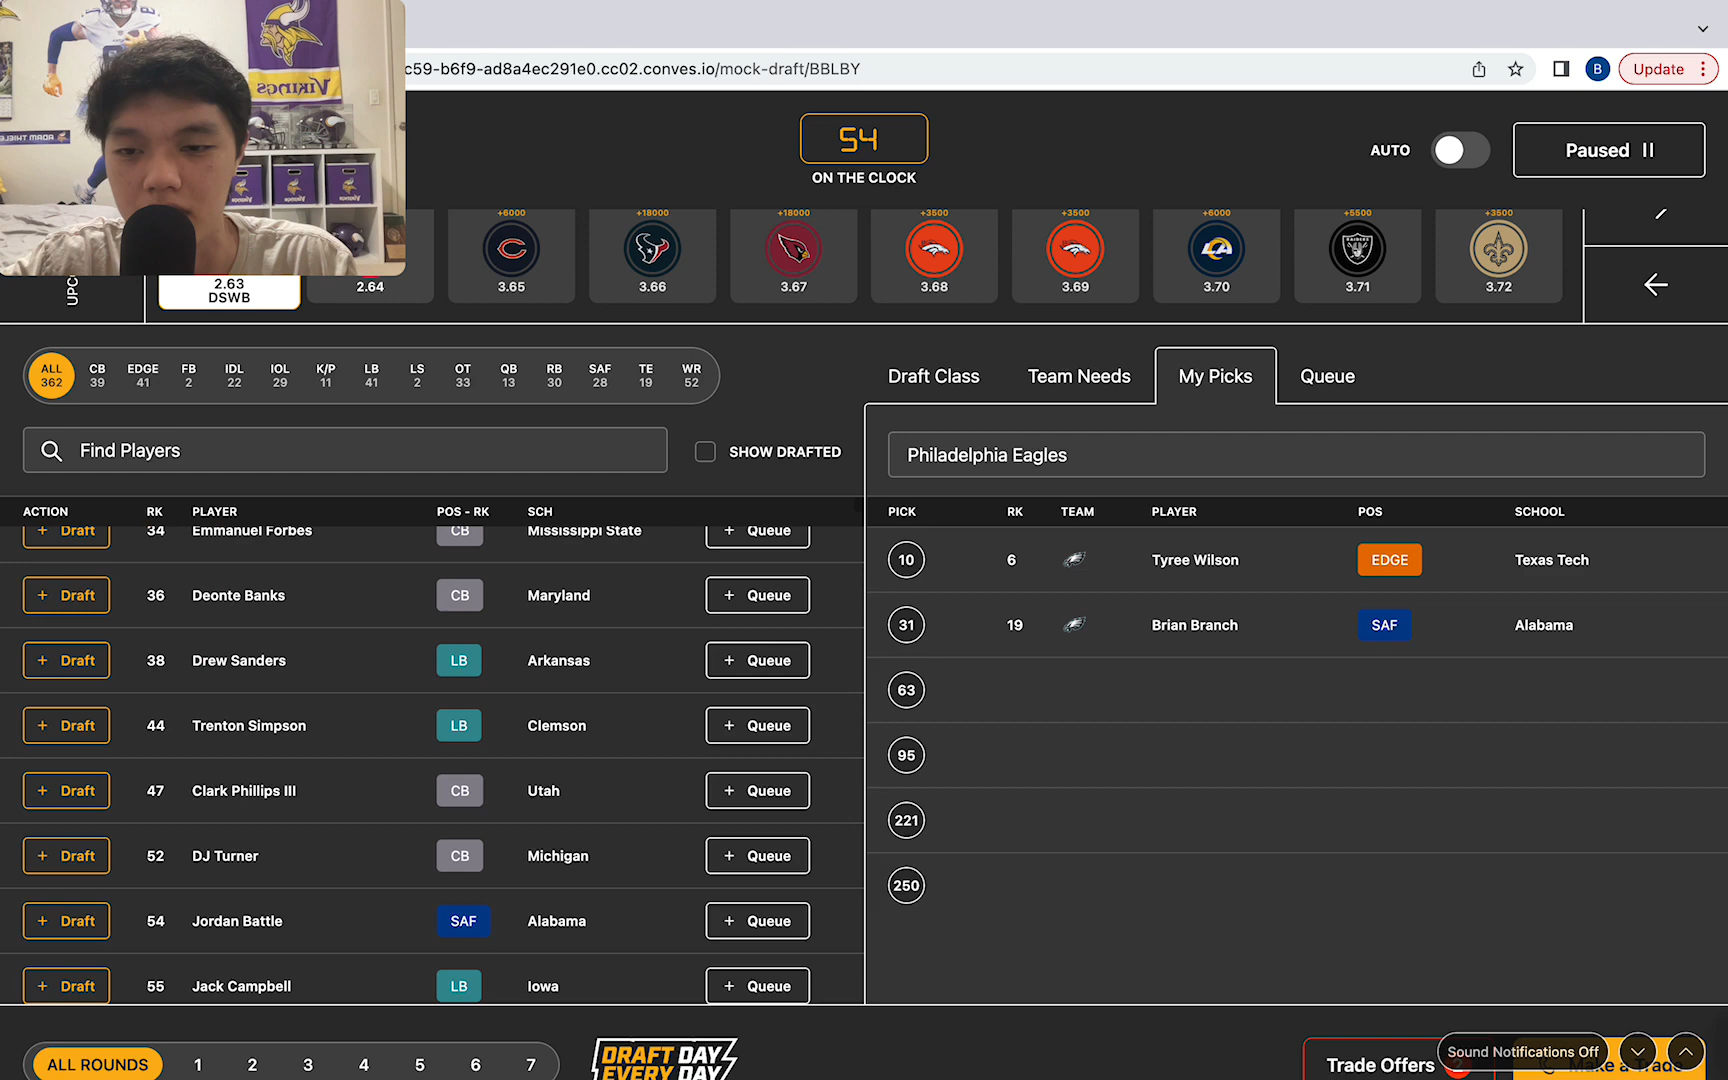 c59-b6f9-ad8a4ec291e0.cc02.conves.io/mock-draft/BBLBY
B
Update
54
ON THE CLOCK
AUTO
Paused
UPC
2.63
DSWB
2.64
+6000
3.65
+18000
3.66
+18000
3.67
+3500
3.68
+3500
3.69
+6000
3.70
+5500
RAIDERS
3.71
+3500
3.72
ALL 362
CB 39
EDGE 41
FB 2
IDL 22
IOL 29
K/P 11
LB 41
LS 2
OT 33
QB 13
RB 30
SAF 28
TE 19
WR 52
Find Players
SHOW DRAFTED
ACTION RK PLAYER POS - RK SCH
+ Draft 34 Emmanuel Forbes CB Mississippi State + Queue
+ Draft 36 Deonte Banks CB Maryland + Queue
+ Draft 38 Drew Sanders LB Arkansas + Queue
+ Draft 44 Trenton Simpson LB Clemson + Queue
+ Draft 47 Clark Phillips III CB Utah + Queue
+ Draft 52 DJ Turner CB Michigan + Queue
+ Draft 54 Jordan Battle SAF Alabama + Queue
+ Draft 55 Jack Campbell LB Iowa + Queue
Draft Class Team Needs My Picks Queue
Philadelphia Eagles
PICK RK TEAM PLAYER POS SCHOOL
10 6 Tyree Wilson EDGE Texas Tech
31 19 Brian Branch SAF Alabama
63
95
221
250
ALL ROUNDS 1 2 3 4 5 6 7
DRAFT DAY
EVERY DAY
Trade Offers 2
Sound Notifications Off
Make a Trade
VIKINGS
ADAM THIELEN